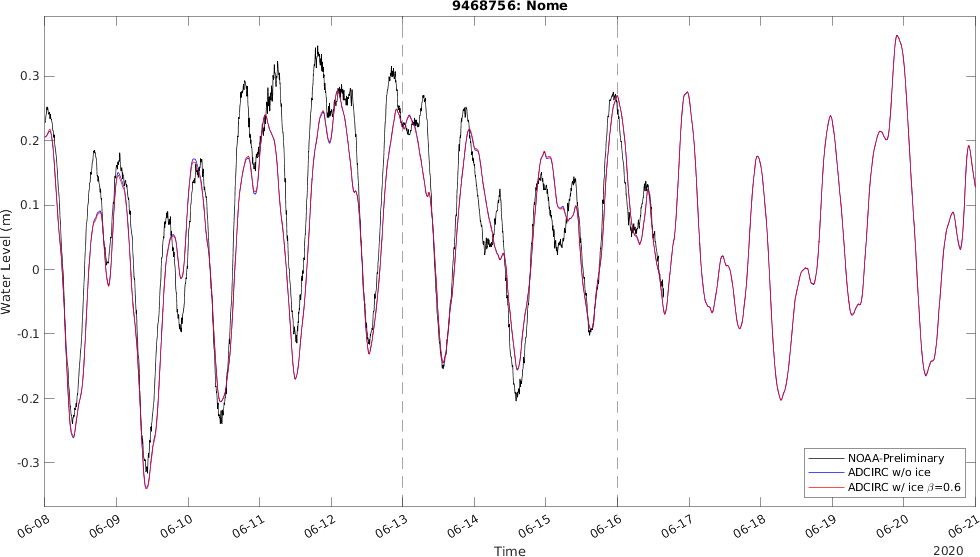 9468756: Nome
Water Level (m)
0.3
0.2
0.1
0
-0.1
-0.2
-0.3
NOAA-Preliminary
ADCIRC w/o ice
ADCIRC w/ ice β=0.6
06-08 06-09 06-10 06-11 06-12 06-13 06-14 06-15 06-16 06-17 06-18 06-19 06-20 06-21
Time
2020